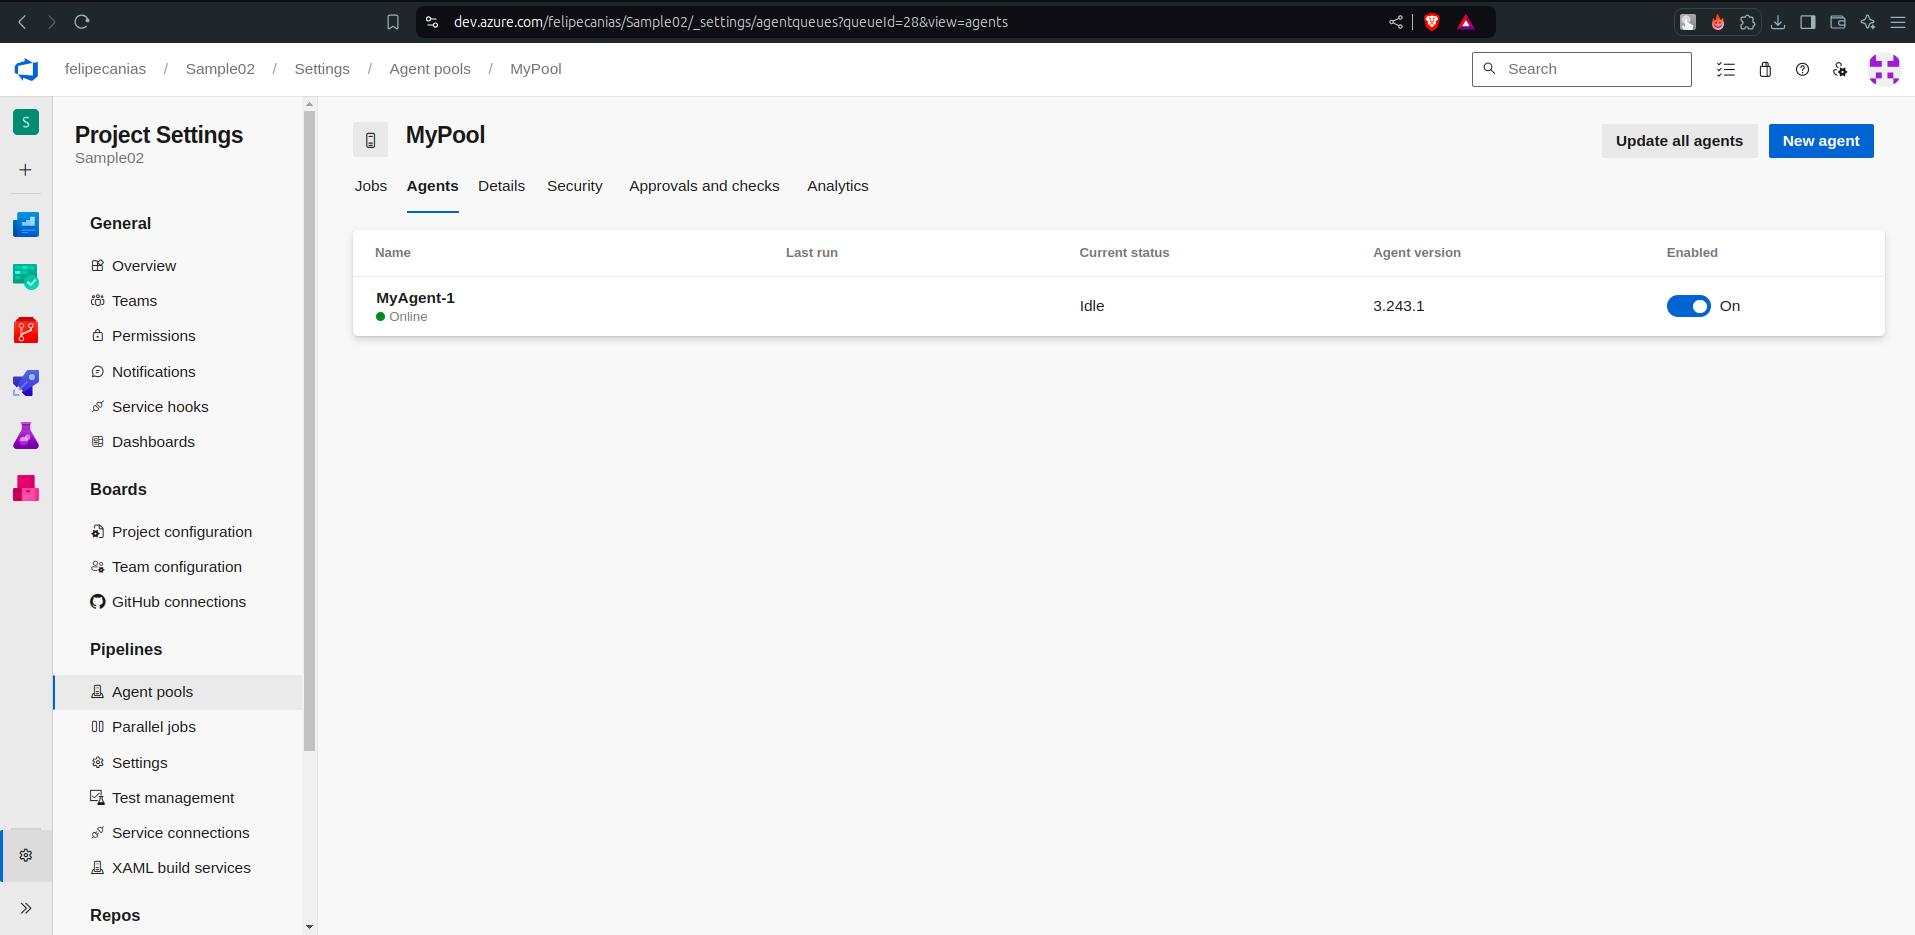 dev.azure.com/felipecanias/Sample02/_settings/agentqueues?queueId=28&view=agents
felipecanias / Sample02 / Settings / Agent pools / MyPool
Search
S
Project Settings
Sample02
General
Overview
Teams
Permissions
Notifications
Service hooks
Dashboards
Boards
Project configuration
Team configuration
GitHub connections
Pipelines
Agent pools
Parallel jobs
Settings
Test management
Service connections
XAML build services
Repos
MyPool
Update all agents
New agent
Jobs Agents Details Security Approvals and checks Analytics
Name Last run Current status Agent version Enabled
MyAgent-1 Idle 3.243.1 On
Online